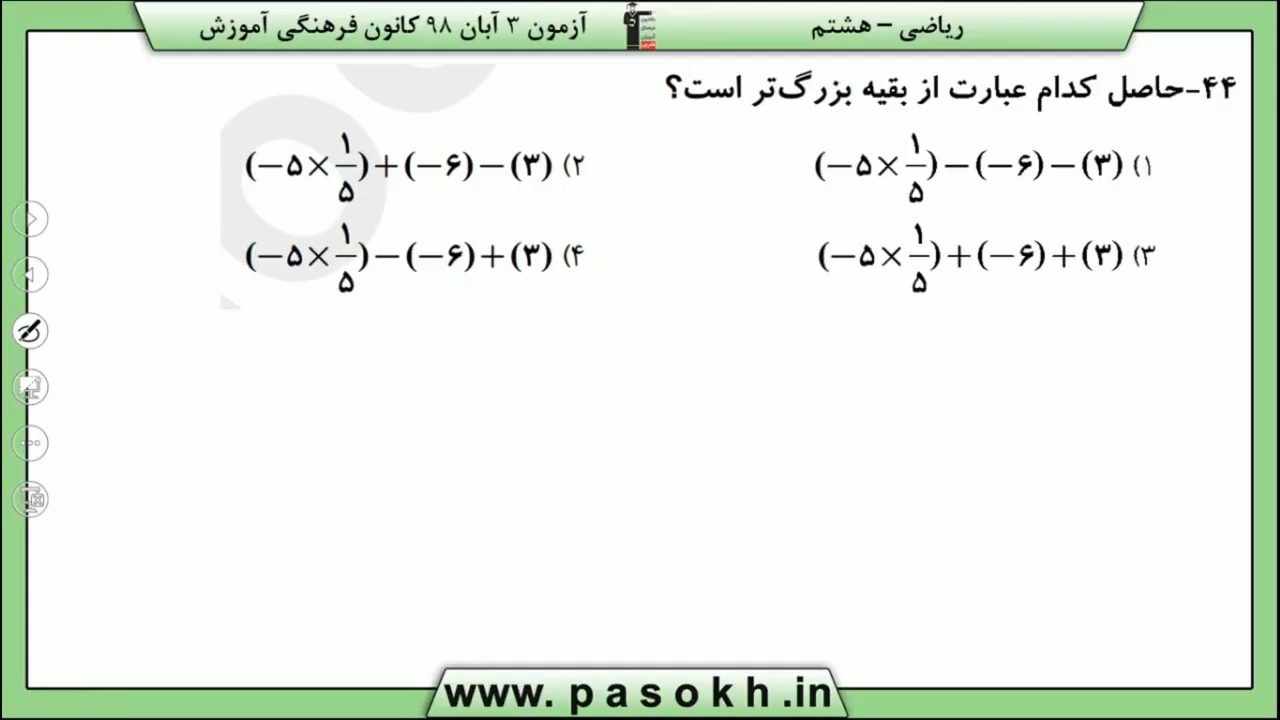 ریاضی – هشتم
آزمون ۳ آبان ۹۸ کانون فرهنگی آموزش
۴۴-حاصل کدام عبارت از بقیه بزرگ‌تر است؟
۱) (−۵×۱/۵)−(−۶)−(۳)
۲) (−۵×۱/۵)+(−۶)−(۳)
۳) (−۵×۱/۵)+(−۶)+(۳)
۴) (−۵×۱/۵)−(−۶)+(۳)
www. p a s o k h .in